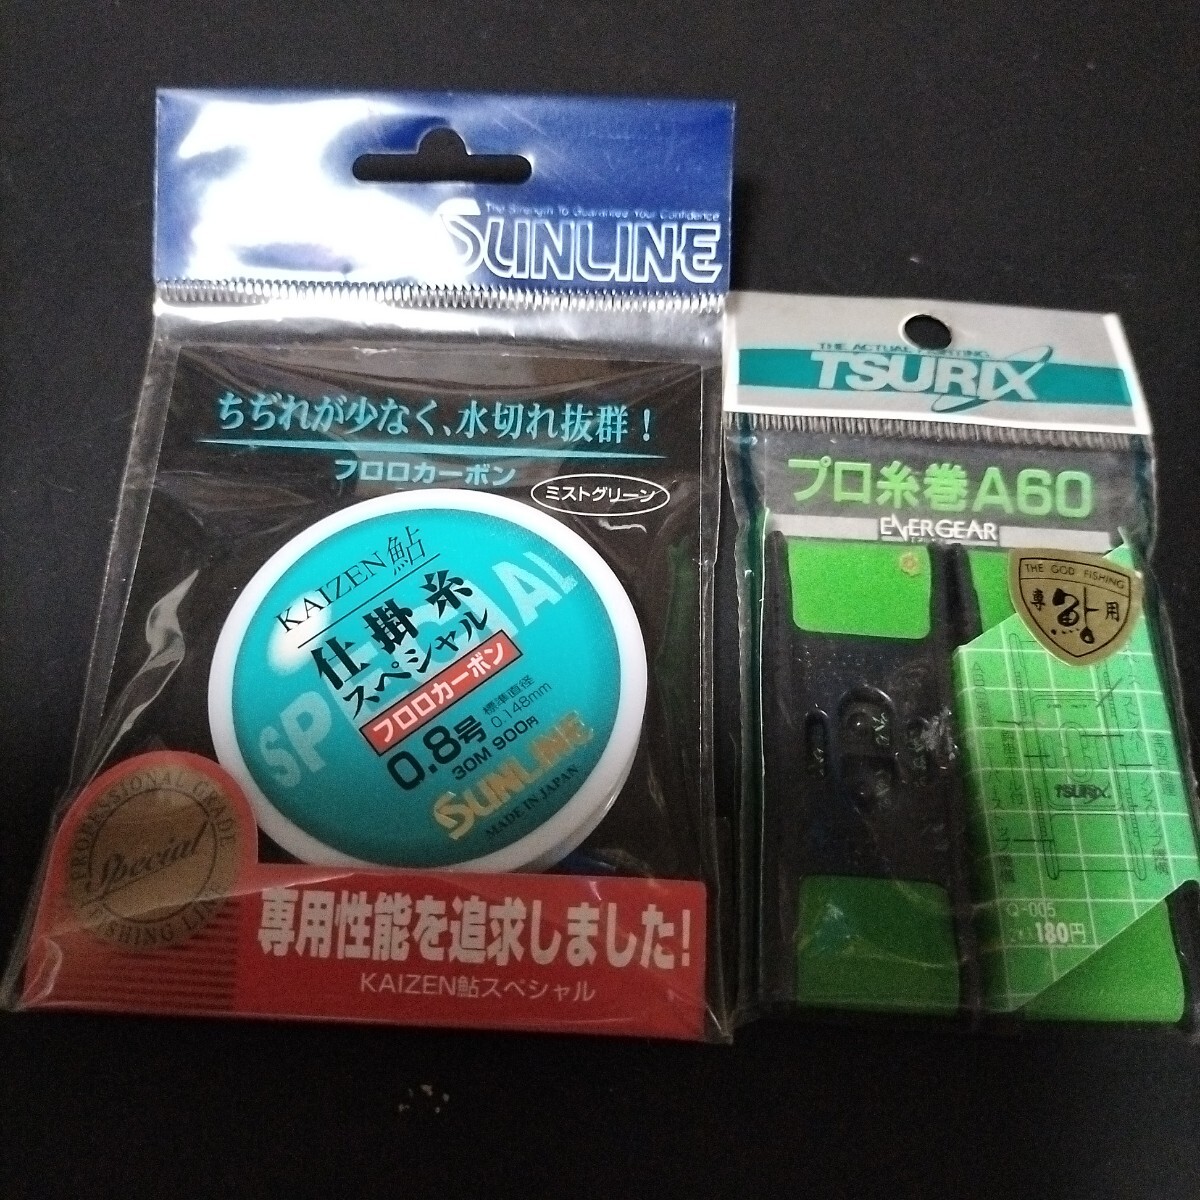 The Strength To Guarantee Your Confidence
SUNLINE
ちぢれが少なく、水切れ抜群!
フロロカーボン
ミストグリーン
KAIZEN鮎
SPECIAL
仕掛糸
スペシャル
フロロカーボン
0.8号
標準直径
0.148mm
30M 900円
SUNLINE
MADE IN JAPAN
PROFESSIONAL GRADE
Special
FISHING LINE
専用性能を追求しました!
KAIZEN鮎スペシャル
THE ACTUAL FISHING
TSURIX
プロ糸巻A60
EVERGEAR
THE GOD FISHING
専 鮎 用
TSURIX
Q-005
180円